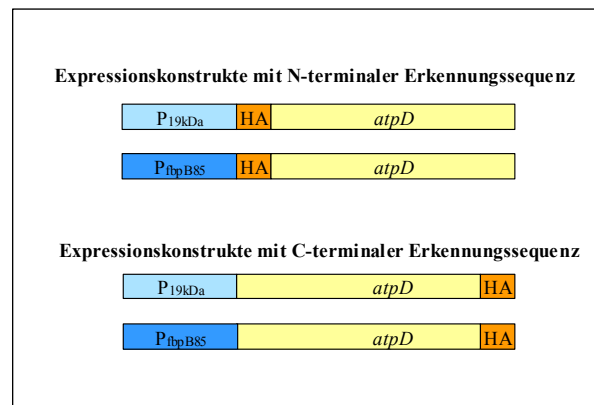 Expressionskonstrukte mit N-terminaler Erkennungssequenz
P19kDa HA atpD
PfbpB85 HA atpD
Expressionskonstrukte mit C-terminaler Erkennungssequenz
P19kDa atpD HA
PfbpB85 atpD HA